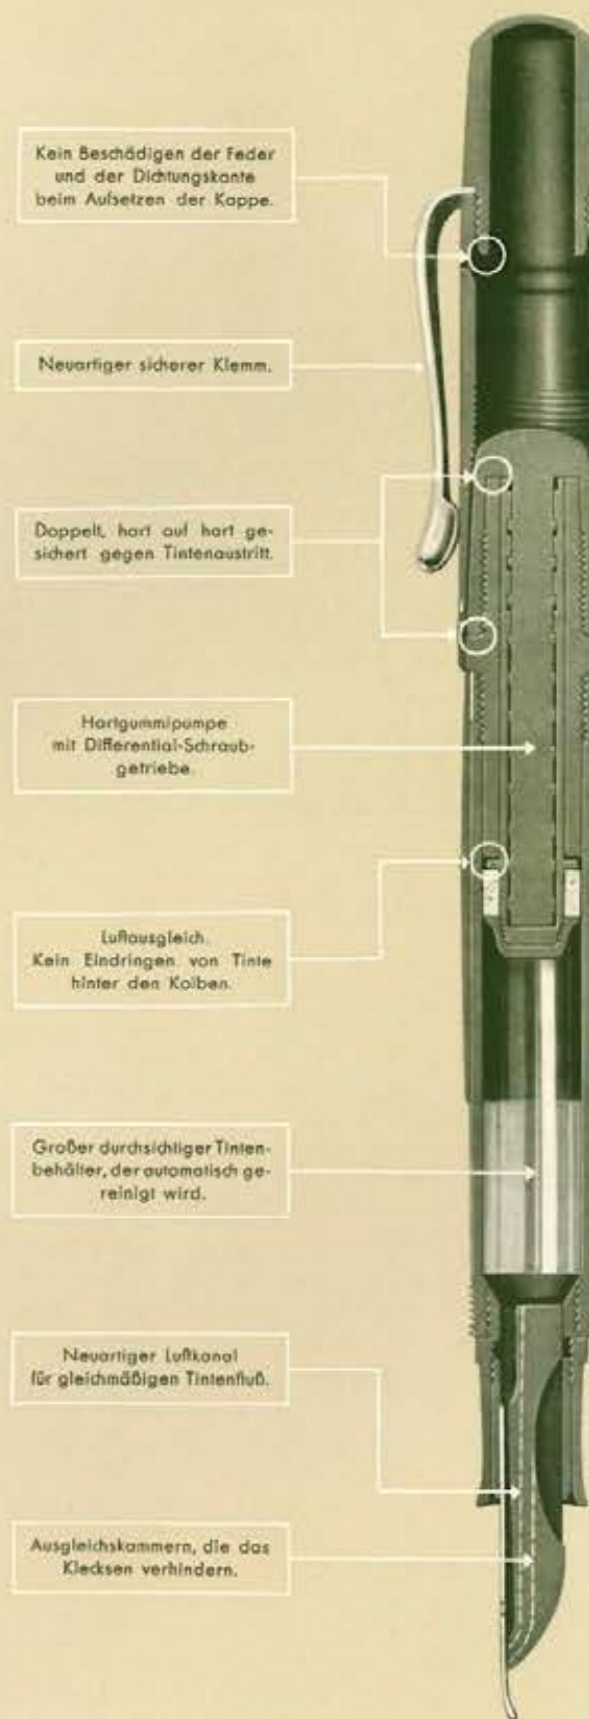 Kein Beschädigen der Feder
und der Dichtungskante
beim Aufsetzen der Kappe.
Neuartiger sicherer Klemm.
Doppelt, hart auf hart ge-
sichert gegen Tintenaustritt.
Hartgummipumpe
mit Differential-Schraub-
getriebe.
Luftausgleich.
Kein Eindringen von Tinte
hinter den Kolben.
Großer durchsichtiger Tinten-
behälter, der automatisch ge-
reinigt wird.
Neuartiger Luftkanal
für gleichmäßigen Tintenfluß.
Ausgleichskammern, die das
Klecksen verhindern.